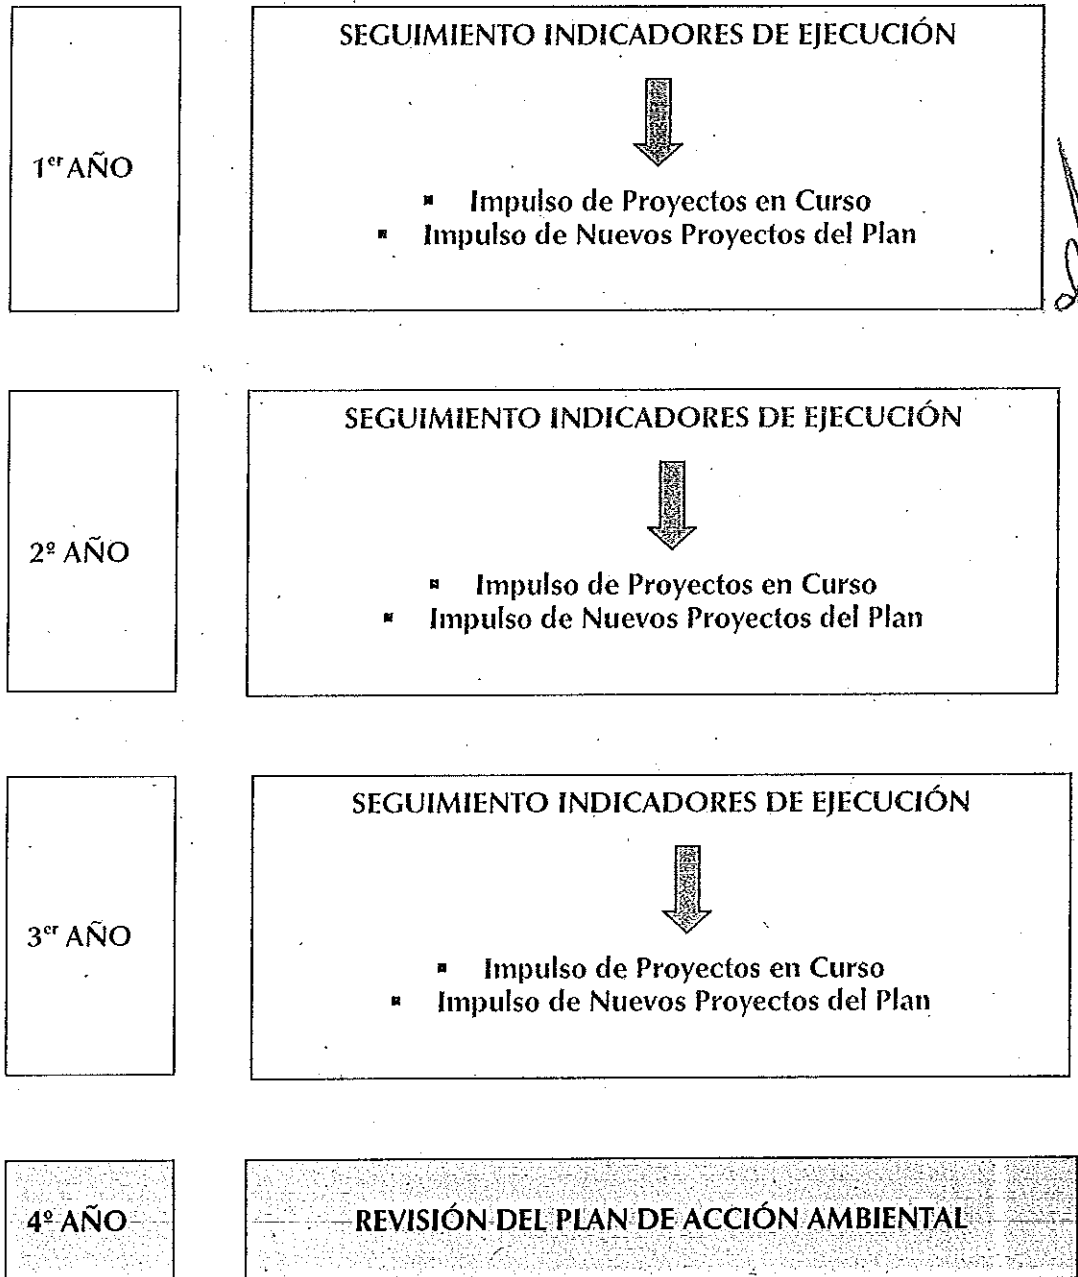 SEGUIMIENTO INDICADORES DE EJECUCIÓN
1er AÑO
▪ Impulso de Proyectos en Curso
▪ Impulso de Nuevos Proyectos del Plan
SEGUIMIENTO INDICADORES DE EJECUCIÓN
2º AÑO
▪ Impulso de Proyectos en Curso
▪ Impulso de Nuevos Proyectos del Plan
SEGUIMIENTO INDICADORES DE EJECUCIÓN
3er AÑO
▪ Impulso de Proyectos en Curso
▪ Impulso de Nuevos Proyectos del Plan
4º AÑO
REVISIÓN DEL PLAN DE ACCIÓN AMBIENTAL